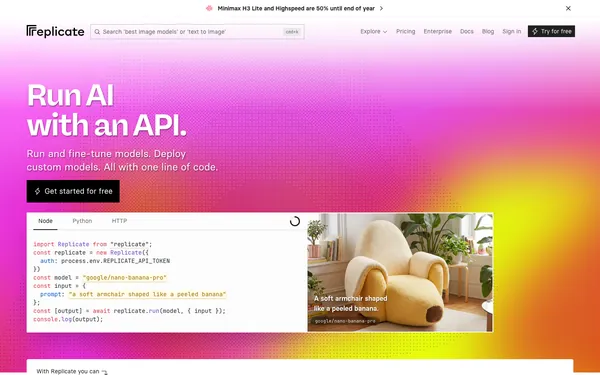 Minimax H3 Lite and Highspeed are 50% until end of year
replicate
Search 'best image models' or 'text to image'
Explore
Pricing
Enterprise
Docs
Blog
Sign in
Try for free
Run AI
with an API.
Run and fine-tune models. Deploy
custom models. All with one line of code.
Get started for free
Node
Python
HTTP
import Replicate from "replicate";
const replicate = new Replicate({
auth: process.env.REPLICATE_API_TOKEN
})
const model = "google/nano-banana-pro"
const input = {
prompt: "a soft armchair shaped like a peeled banana"
};
const [output] = await replicate.run(model, { input });
console.log(output);
A soft armchair shaped
like a peeled banana.
google/nano-banana-pro
With Replicate you can